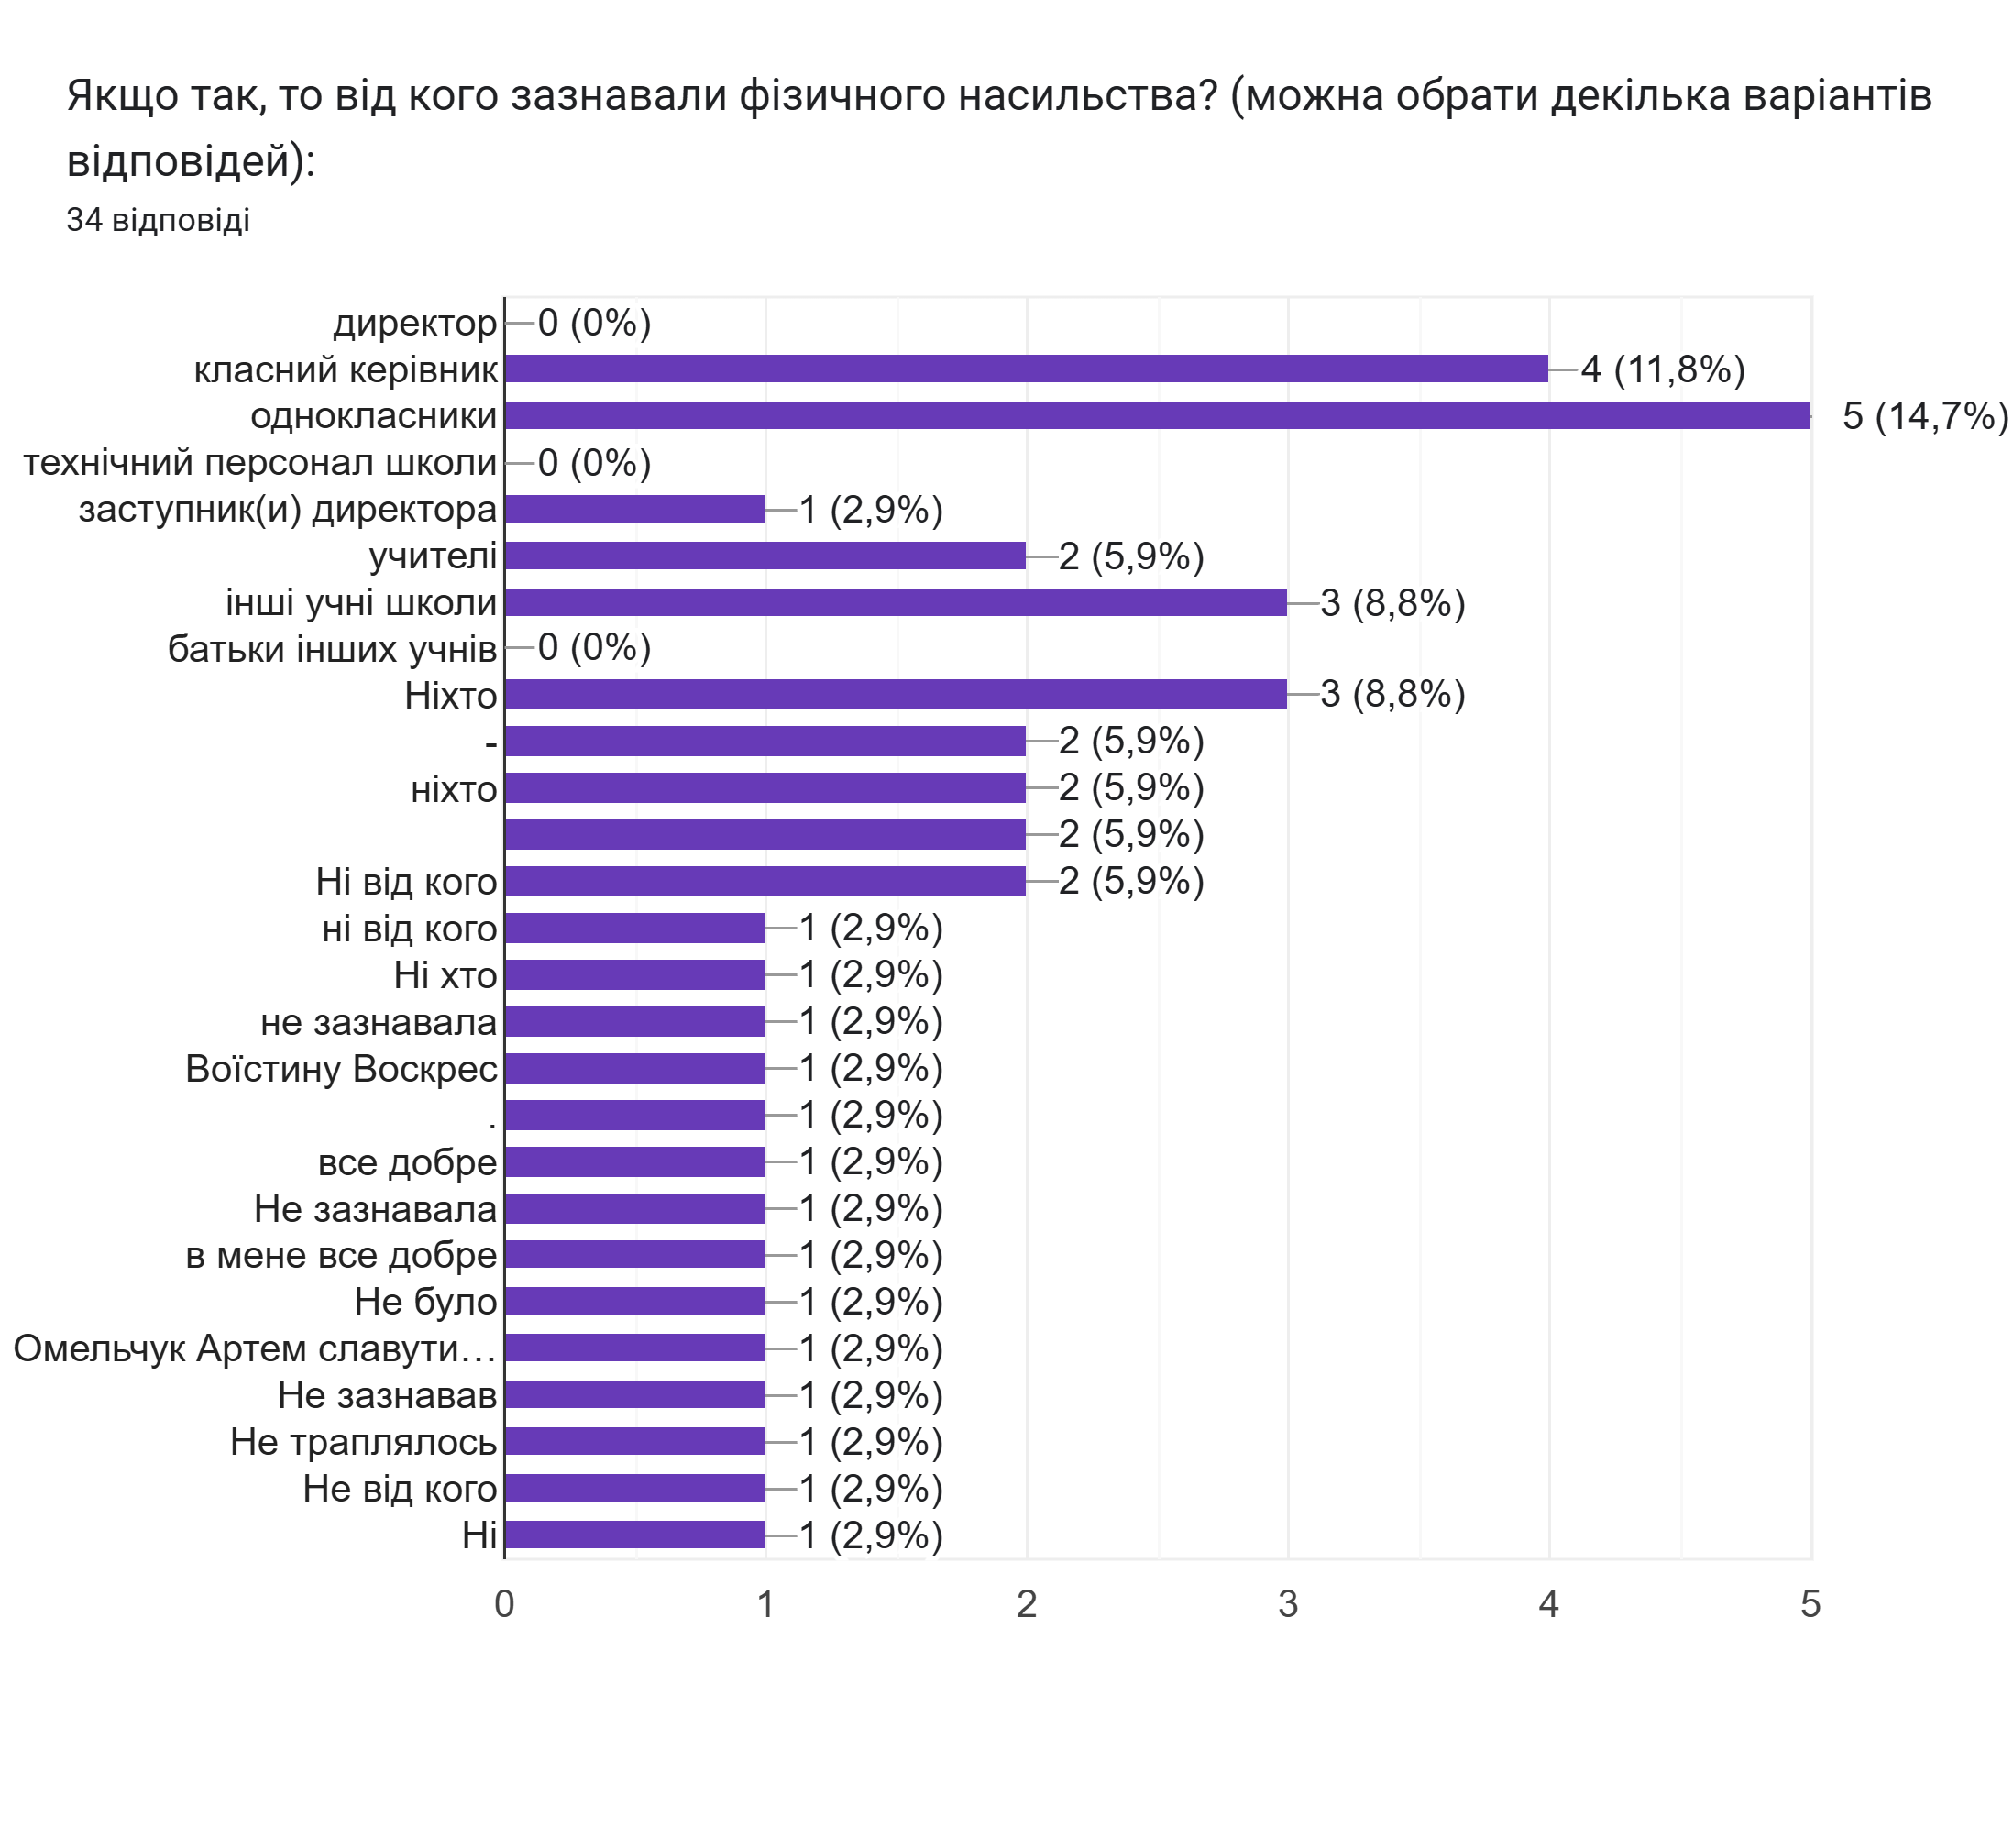 Якщо так, то від кого зазнавали фізичного насильства? (можна обрати декілька варіантів
відповідей):
34 відповіді
директор 0 (0%)
класний керівник 4 (11,8%)
однокласники 5 (14,7%)
технічний персонал школи 0 (0%)
заступник(и) директора 1 (2,9%)
учителі 2 (5,9%)
інші учні школи 3 (8,8%)
батьки інших учнів 0 (0%)
Ніхто 3 (8,8%)
- 2 (5,9%)
ніхто 2 (5,9%)
2 (5,9%)
Ні від кого 2 (5,9%)
ні від кого 1 (2,9%)
Ні хто 1 (2,9%)
не зазнавала 1 (2,9%)
Воїстину Воскрес 1 (2,9%)
. 1 (2,9%)
все добре 1 (2,9%)
Не зазнавала 1 (2,9%)
в мене все добре 1 (2,9%)
Не було 1 (2,9%)
Омельчук Артем славути… 1 (2,9%)
Не зазнавав 1 (2,9%)
Не траплялось 1 (2,9%)
Не від кого 1 (2,9%)
Ні 1 (2,9%)
0 1 2 3 4 5